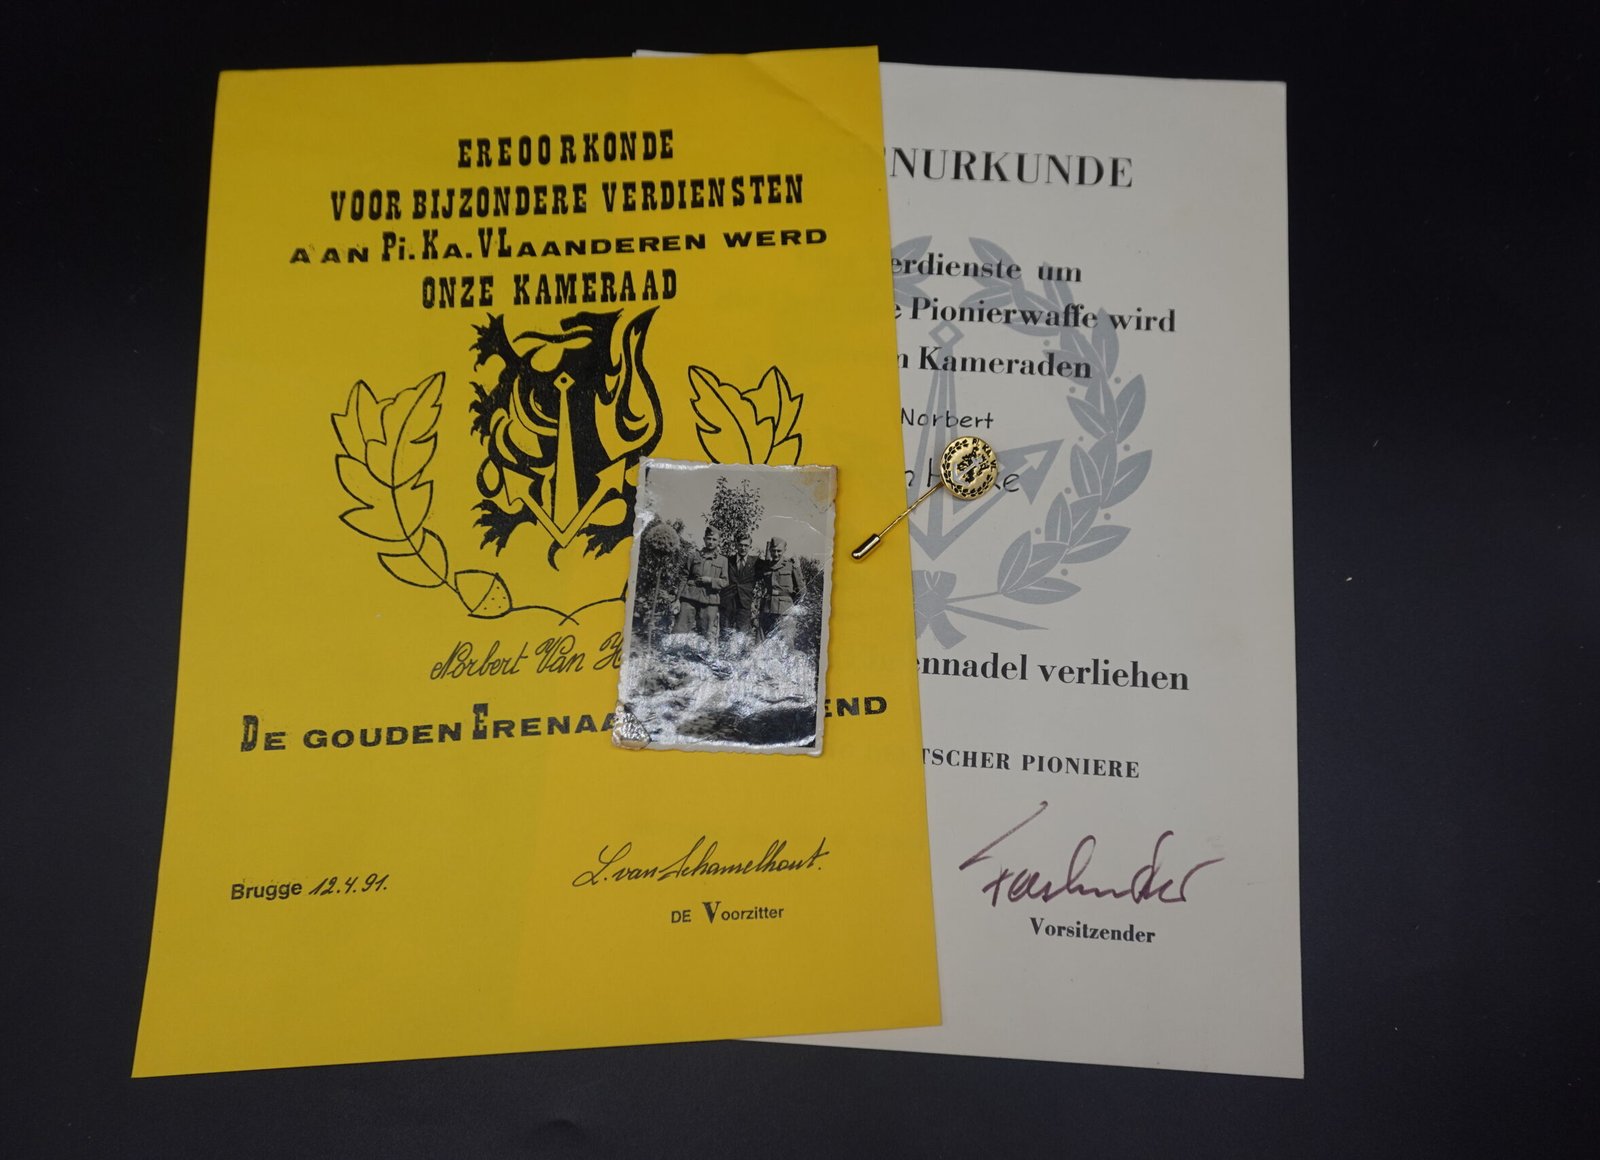 EREOORKONDE
VOOR BIJZONDERE VERDIENSTEN
AAN Pi.KA.VLAANDEREN WERD
ONZE KAMERAAD
Norbert Van H
DE GOUDEN ERENAA
END
Brugge 12.4.91.
L. van Schamelhout.
DE Voorzitter
NURKUNDE
erdienste um
e Pionierwaffe wird
n Kameraden
Norbert
n H ke
ennadel verliehen
TSCHER PIONIERE
Vorsitzender